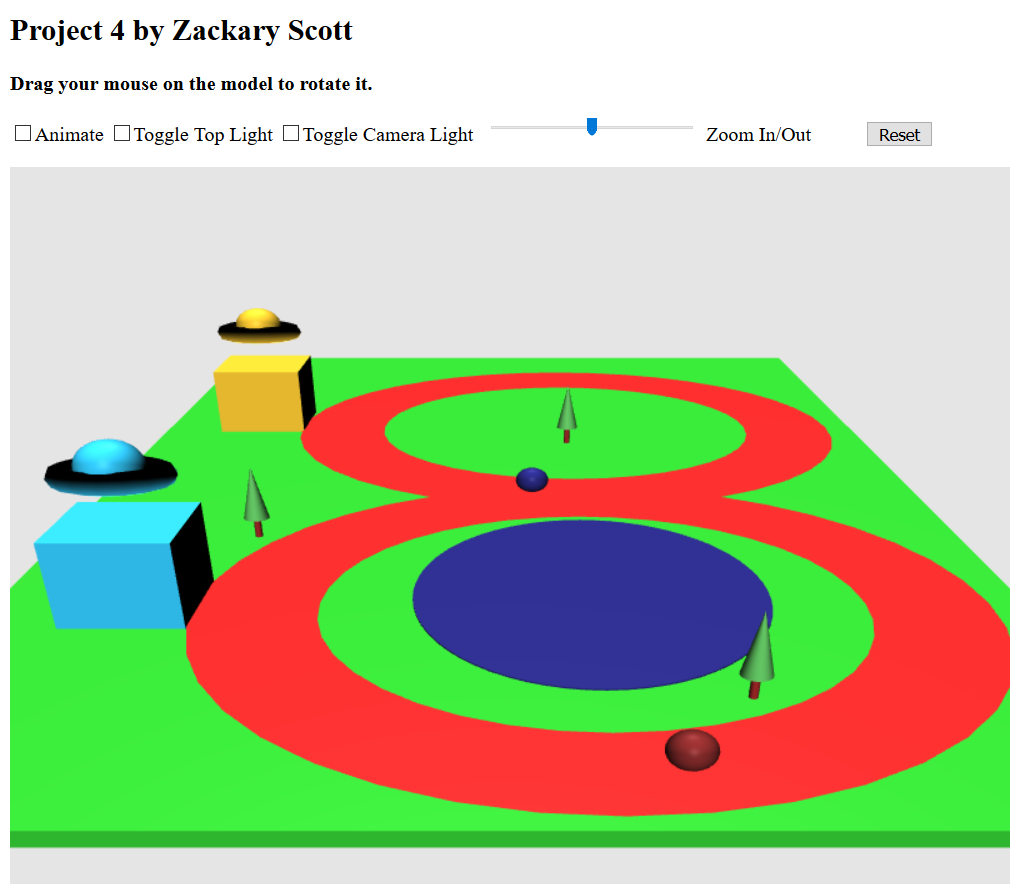 Project 4 by Zackary Scott
Drag your mouse on the model to rotate it.
Animate Toggle Top Light Toggle Camera Light Zoom In/Out Reset